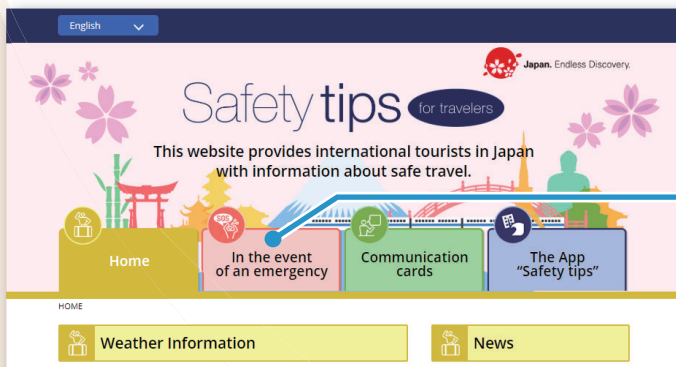 English
Japan. Endless Discovery.
Safety tips for travelers
This website provides international tourists in Japan
with information about safe travel.
SOS
Home
In the event
of an emergency
Communication
cards
The App
"Safety tips"
HOME
Weather Information
News